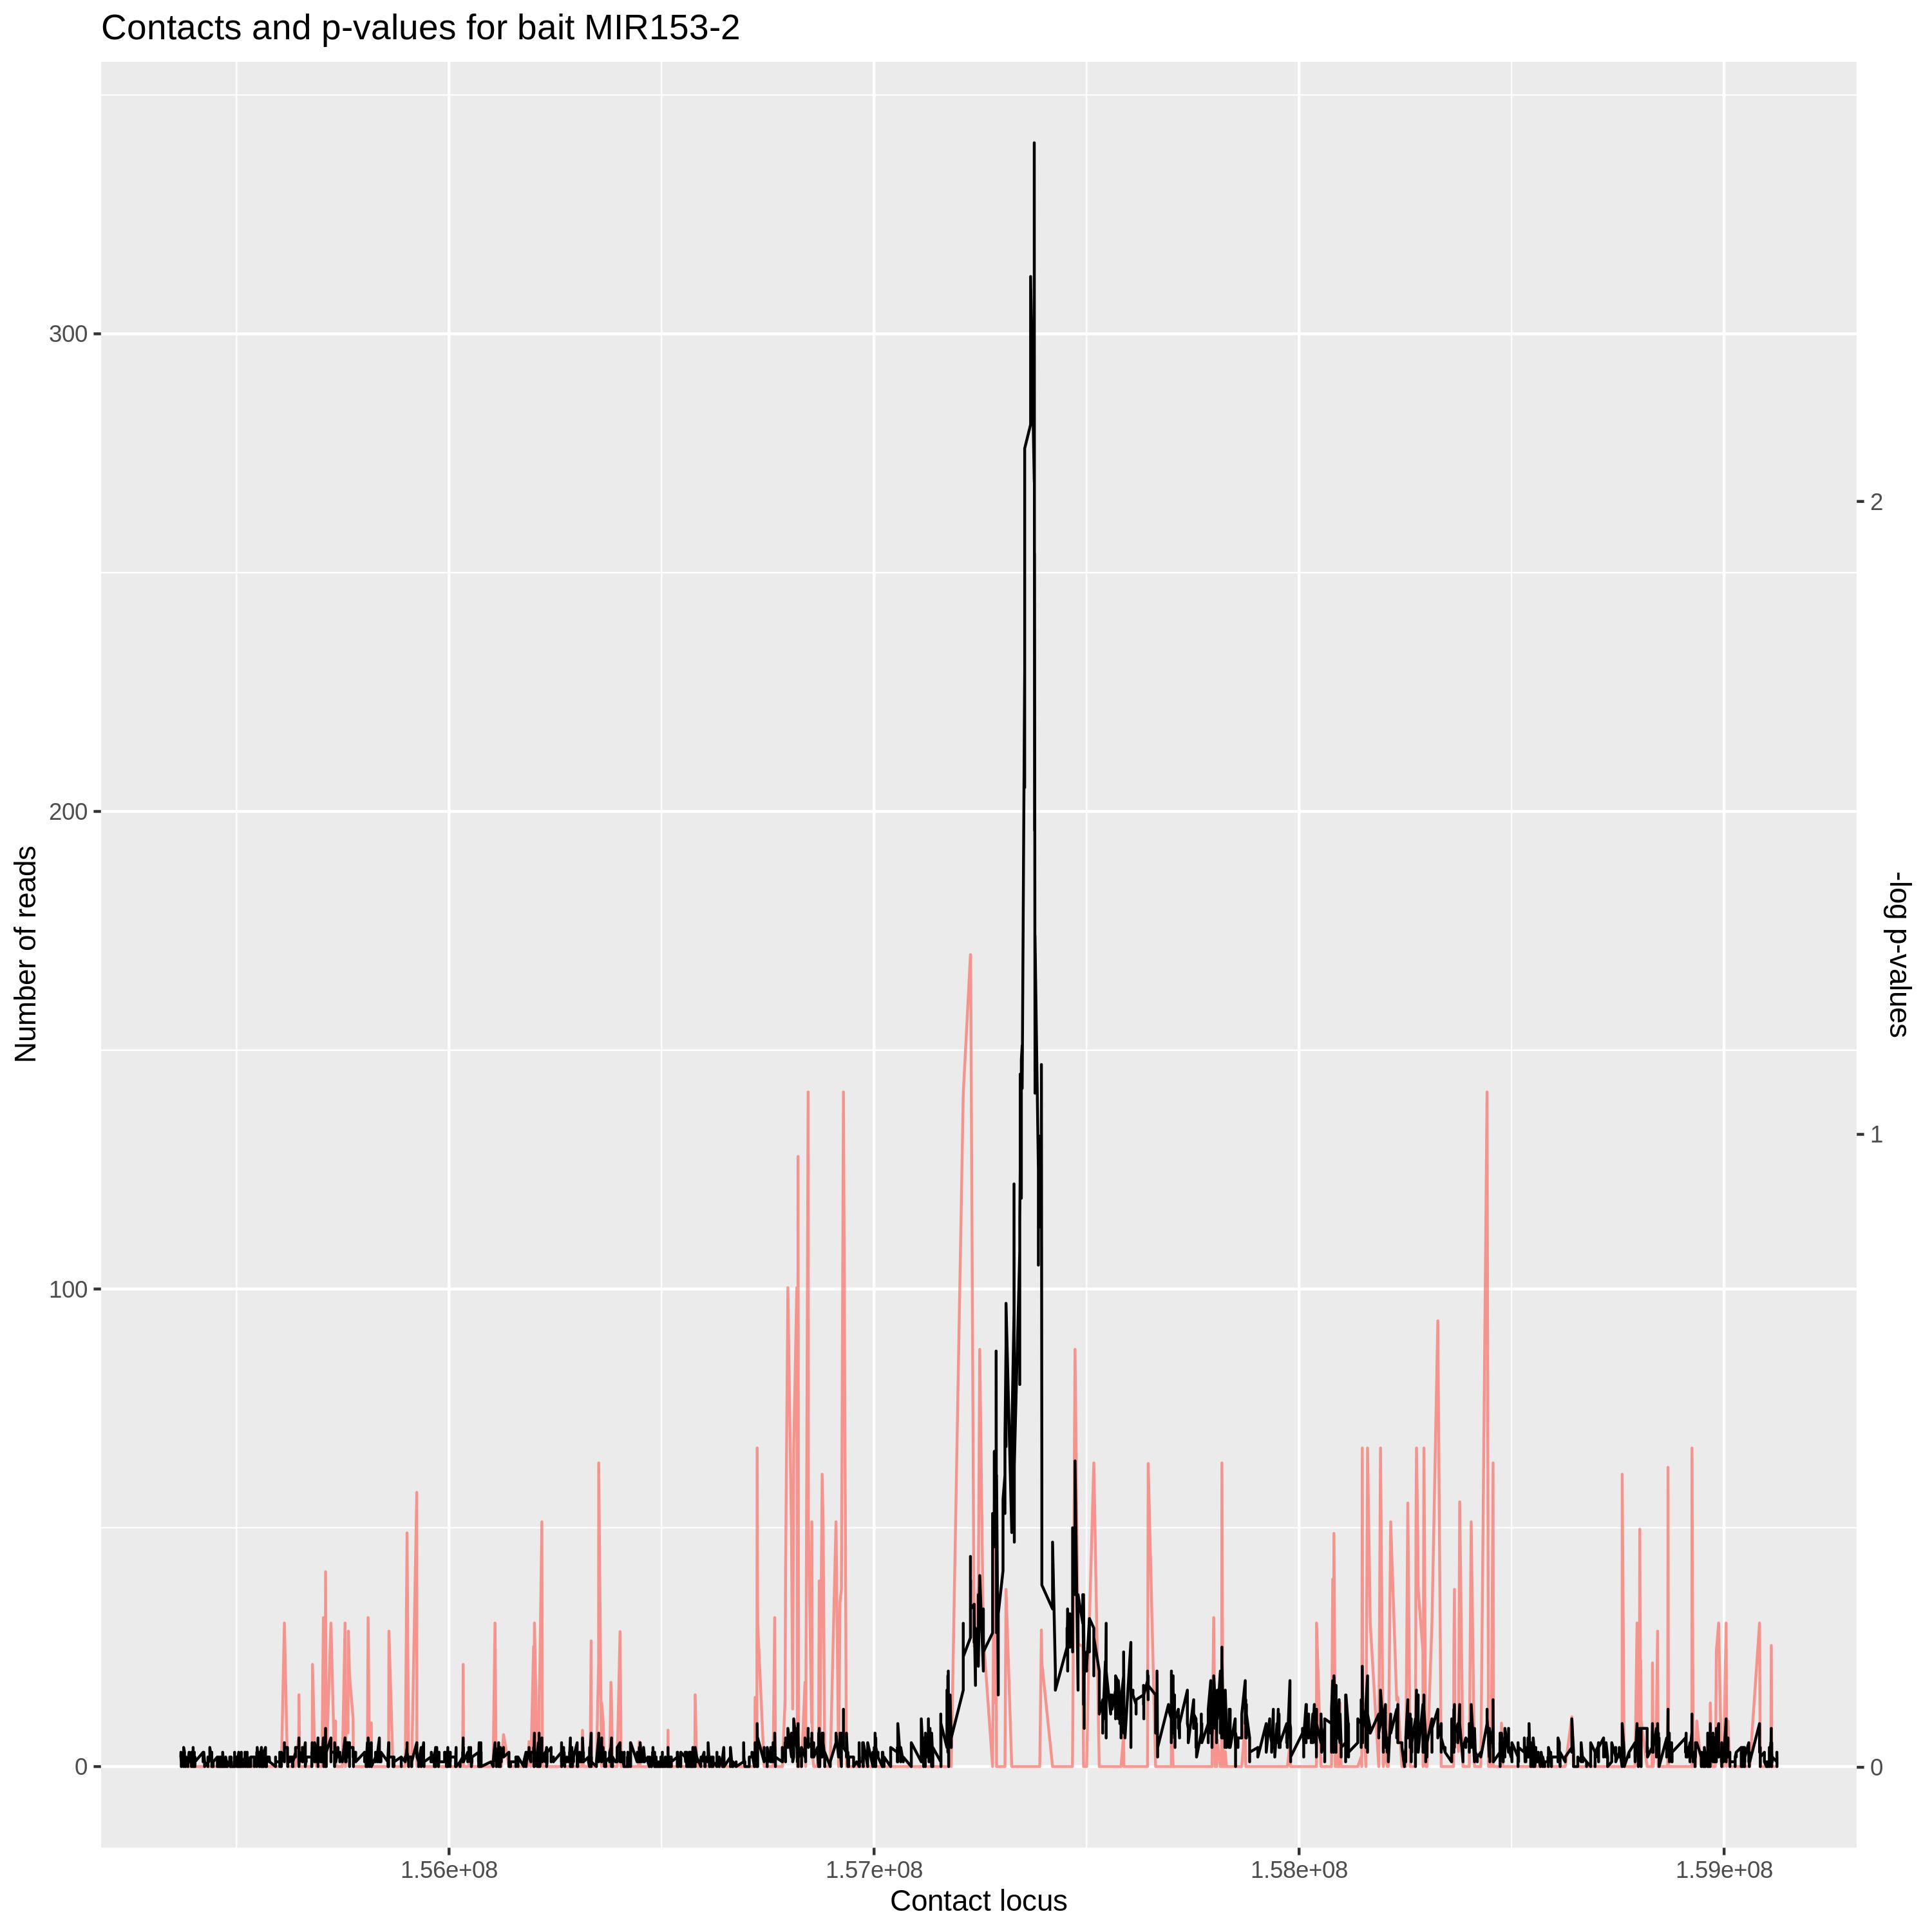 Contacts and p-values for bait MIR153-2
Number of reads
300
200
100
0
2
1
0
-log p-values
1.56e+08
1.57e+08
1.58e+08
1.59e+08
Contact locus